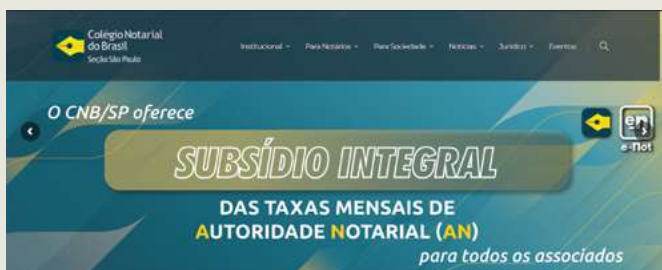 Colégio Notarial
do Brasil
Seção São Paulo
Institucional Para Notários Para Sociedade Notícias Jurídico Eventos
O CNB/SP oferece
SUBSÍDIO INTEGRAL
en
e-not
DAS TAXAS MENSAIS DE
AUTORIDADE NOTARIAL (AN)
para todos os associados